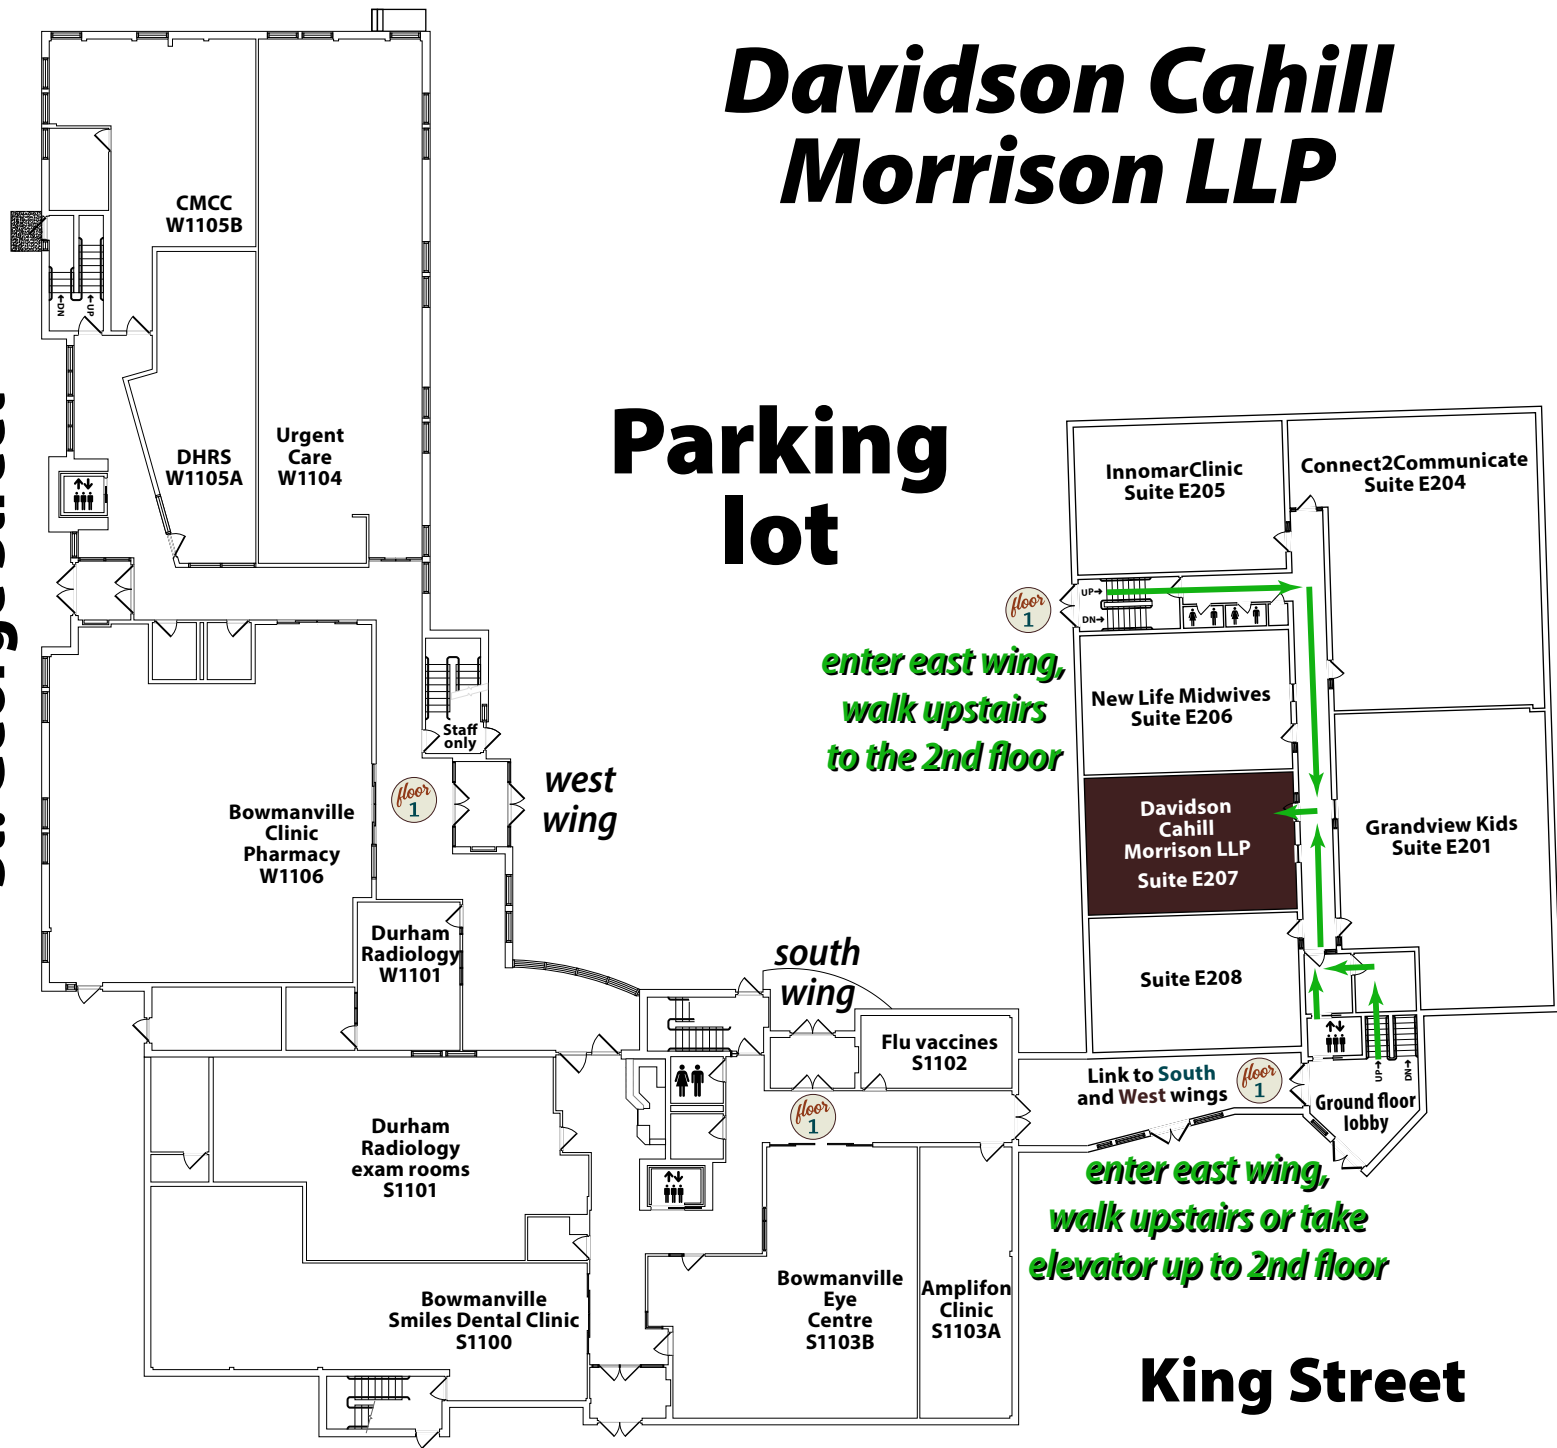 Davidson Cahill
Morrison LLP
CMCC
W1105B
DN
UP
DHRS
W1105A
Urgent
Care
W1104
Parking
lot
InnomarClinic
Suite E205
Connect2Communicate
Suite E204
floor
1
UP
DN
enter east wing,
walk upstairs
to the 2nd floor
New Life Midwives
Suite E206
Staff
only
west
wing
floor
1
Bowmanville
Clinic
Pharmacy
W1106
Davidson
Cahill
Morrison LLP
Suite E207
Grandview Kids
Suite E201
Durham
Radiology
W1101
south
wing
Suite E208
Flu vaccines
S1102
Link to South
and West wings
floor
1
UP
DN
Ground floor
lobby
floor
1
Durham
Radiology
exam rooms
S1101
enter east wing,
walk upstairs or take
elevator up to 2nd floor
Bowmanville
Smiles Dental Clinic
S1100
Bowmanville
Eye
Centre
S1103B
Amplifon
Clinic
S1103A
King Street